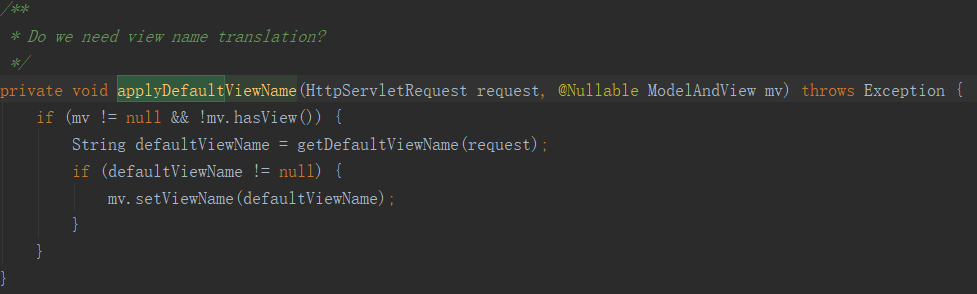 /**
 * Do we need view name translation?
 */
private void applyDefaultViewName(HttpServletRequest request, @Nullable ModelAndView mv) throws Exception {
    if (mv != null && !mv.hasView()) {
        String defaultViewName = getDefaultViewName(request);
        if (defaultViewName != null) {
            mv.setViewName(defaultViewName);
        }
    }
}